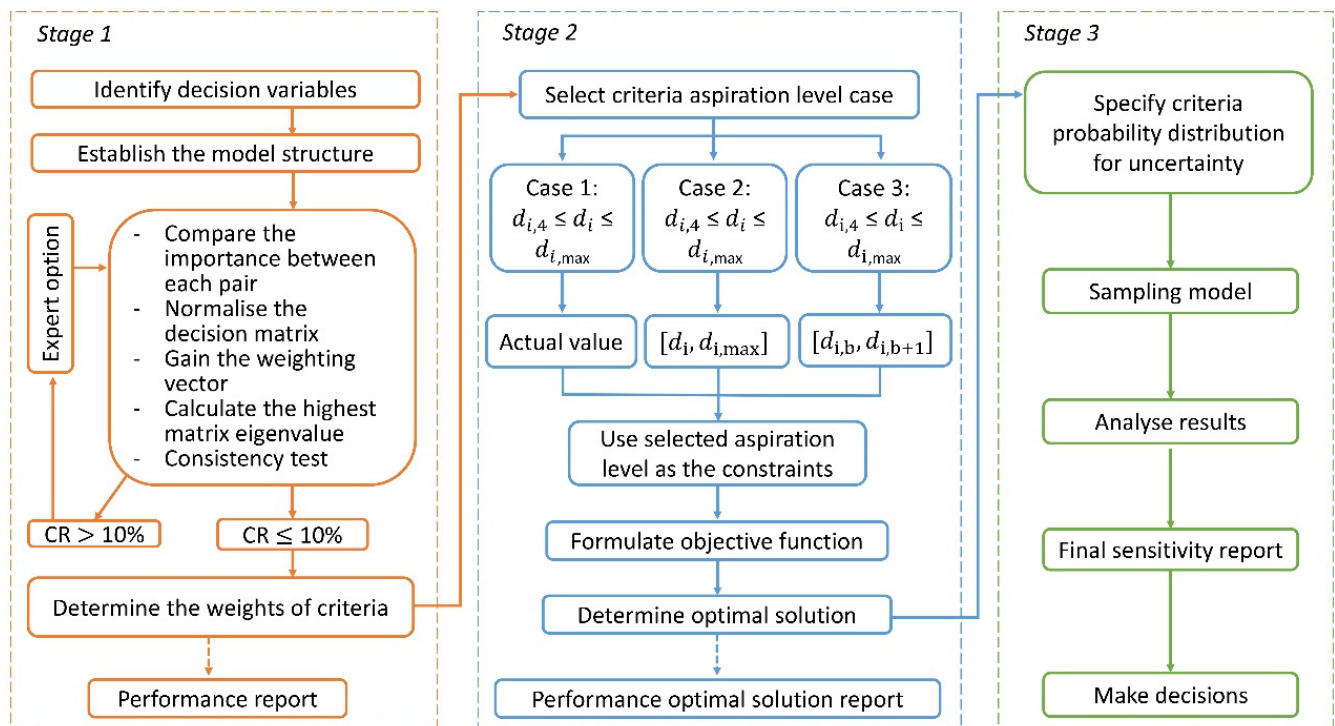 Stage 1
Identify decision variables
Establish the model structure
Expert option
- Compare the
importance between
each pair
- Normalise the
decision matrix
- Gain the weighting
vector
- Calculate the highest
matrix eigenvalue
- Consistency test
CR > 10%
CR ≤ 10%
Determine the weights of criteria
Performance report
Stage 2
Select criteria aspiration level case
Case 1:
d_{i,4} ≤ d_i ≤
d_{i,max}
Case 2:
d_{i,4} ≤ d_i ≤
d_{i,max}
Case 3:
d_{i,4} ≤ d_i ≤
d_{i,max}
Actual value
[d_i, d_{i,max}]
[d_{i,b}, d_{i,b+1}]
Use selected aspiration
level as the constraints
Formulate objective function
Determine optimal solution
Performance optimal solution report
Stage 3
Specify criteria
probability distribution
for uncertainty
Sampling model
Analyse results
Final sensitivity report
Make decisions